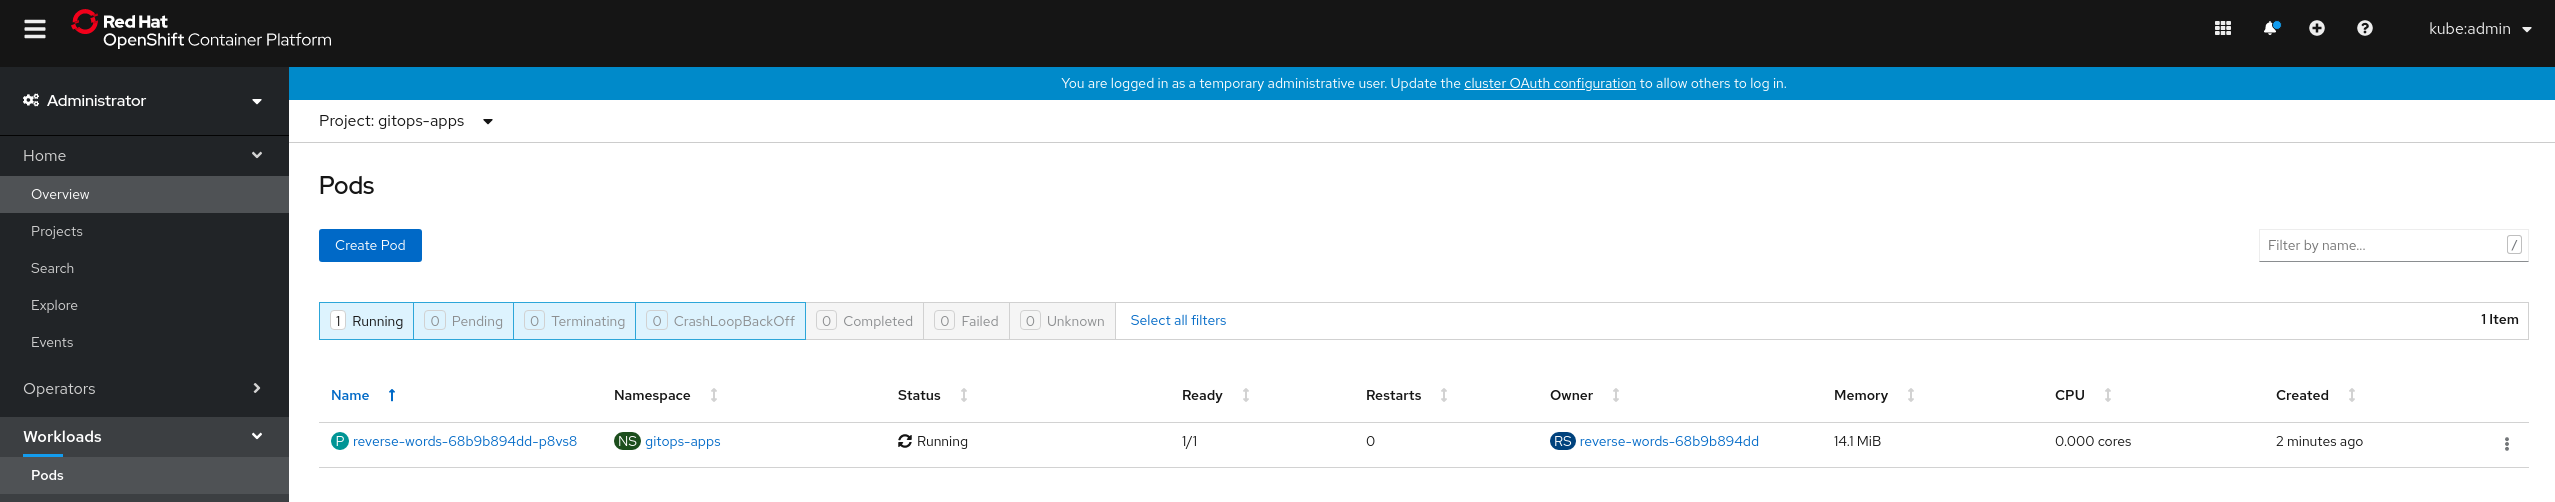 Red Hat
OpenShift Container Platform
kube:admin
Administrator
You are logged in as a temporary administrative user. Update the cluster OAuth configuration to allow others to log in.
Project: gitops-apps
Home
Overview
Projects
Search
Explore
Events
Operators
Workloads
Pods
Pods
Create Pod
Filter by name...
/
1 Running 0 Pending 0 Terminating 0 CrashLoopBackOff 0 Completed 0 Failed 0 Unknown Select all filters 1 Item
Name Namespace Status Ready Restarts Owner Memory CPU Created
P reverse-words-68b9b894dd-p8vs8 NS gitops-apps Running 1/1 0 RS reverse-words-68b9b894dd 14.1 MiB 0.000 cores 2 minutes ago